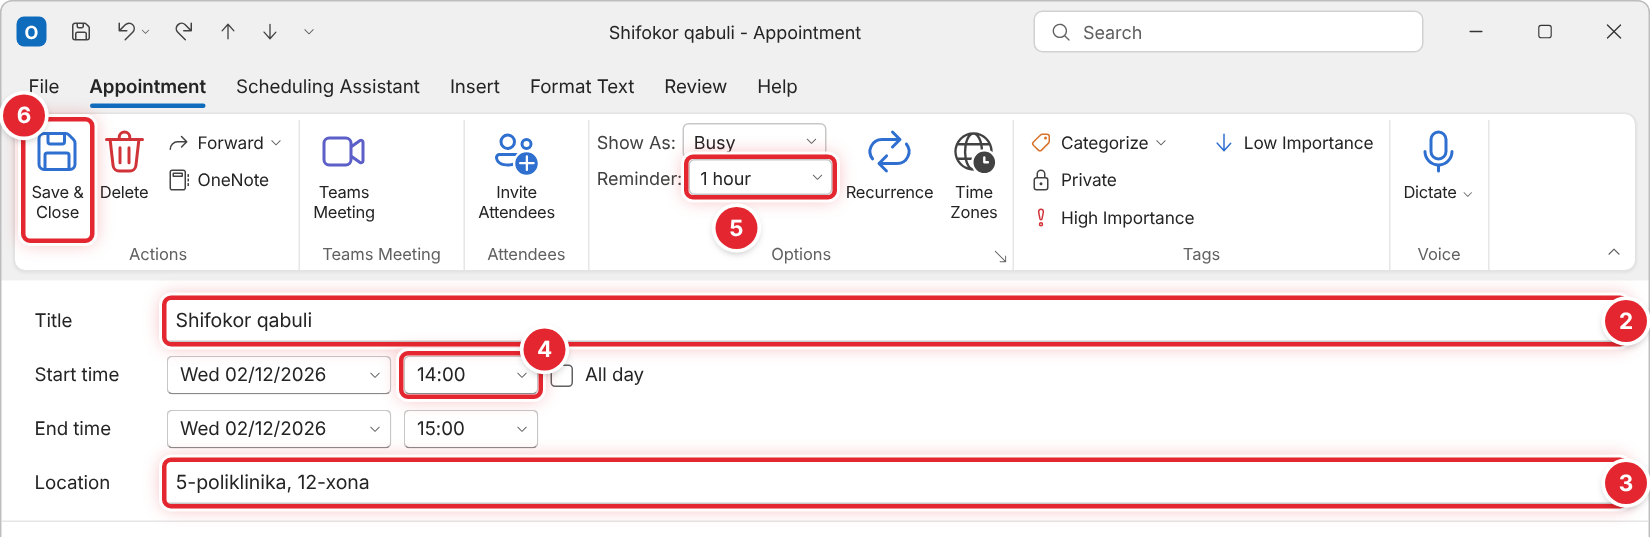 Shifokor qabuli - Appointment
Search
File Appointment Scheduling Assistant Insert Format Text Review Help
6
Save & Close
Delete
Forward
OneNote
Actions
Teams Meeting
Teams Meeting
Invite Attendees
Attendees
Show As: Busy
Reminder: 1 hour
5
Recurrence
Time Zones
Options
Categorize
Private
High Importance
Low Importance
Tags
Dictate
Voice
Title Shifokor qabuli 2
Start time Wed 02/12/2026 14:00 4 All day
End time Wed 02/12/2026 15:00
Location 5-poliklinika, 12-xona 3